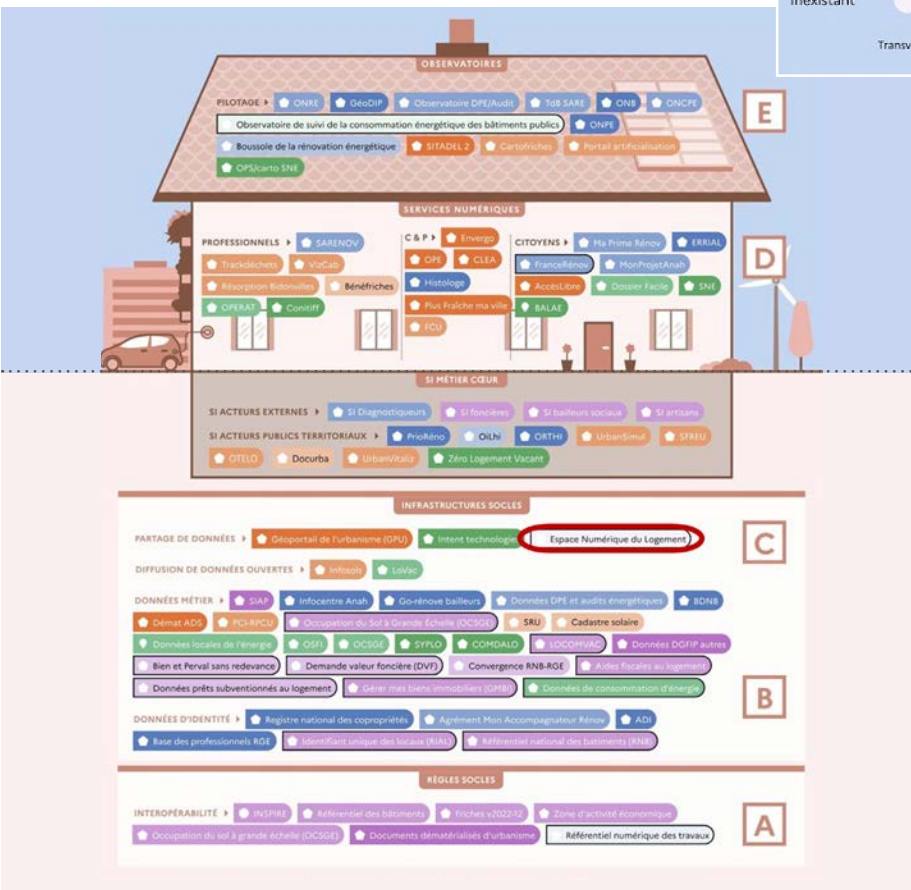 inexistant
Transv
OBSERVATOIRES
PILOTAGE ▸ ONRE GéoDIP Observatoire DPE/Audit TdB SARE ONB ONCPE
E
Observatoire de suivi de la consommation énergétique des bâtiments publics ONPE
Boussole de la rénovation énergétique SITADEL 2 Cartofriches Portail artificialisation
OPS/carto SNE
SERVICES NUMÉRIQUES
PROFESSIONNELS ▸ SARENOV
Trackdéchets VizCab
Résorption Bidonvilles Bénéfriches
OPERAT Conitiff
C & P ▸ Envergo
OPE CLEA
Histologe
Plus Fraîche ma ville
FCU
CITOYENS ▸ Ma Prime Rénov ERRIAL
FranceRénov MonProjetAnah
AccèsLibre Dossier Facile SNE
BALAE
D
SI MÉTIER CŒUR
SI ACTEURS EXTERNES ▸ SI Diagnostiqueurs SI foncières SI bailleurs sociaux SI artisans
SI ACTEURS PUBLICS TERRITORIAUX ▸ PrioRéno OiLhi ORTHI UrbanSimul SFREU
OTELO Docurba UrbanVitaliz Zéro Logement Vacant
INFRASTRUCTURES SOCLES
PARTAGE DE DONNÉES ▸ Géoportail de l'urbanisme (GPU) Intent technologie Espace Numérique du Logement
C
DIFFUSION DE DONNÉES OUVERTES ▸ Infosols LoVac
DONNÉES MÉTIER ▸ SIAP Infocentre Anah Go-rénove bailleurs Données DPE et audits énergétiques BDNB
Démat ADS PCI-RPCU Occupation du Sol à Grande Échelle (OCSGE) SRU Cadastre solaire
Données locales de l'énergie OSFI OCSGE SYPLO COMDALO LOCOMVAC Données DGFIP autres
Bien et Perval sans redevance Demande valeur foncière (DVF) Convergence RNB-RGE Aides fiscales au logement
Données prêts subventionnés au logement Gérer mes biens immobiliers (GMBI) Données de consommation d'énergie
B
DONNÉES D'IDENTITÉ ▸ Registre national des copropriétés Agrément Mon Accompagnateur Rénov ADI
Base des professionnels RGE Identifiant unique des locaux (RIAL) Référentiel national des batiments (RNB)
RÈGLES SOCLES
INTEROPÉRABILITÉ ▸ INSPIRE Référentiel des bâtiments Friches v2022-12 Zone d'activité économique
Occupation du sol à grande échelle (OCSGE) Documents dématérialisés d'urbanisme Référentiel numérique des travaux
A